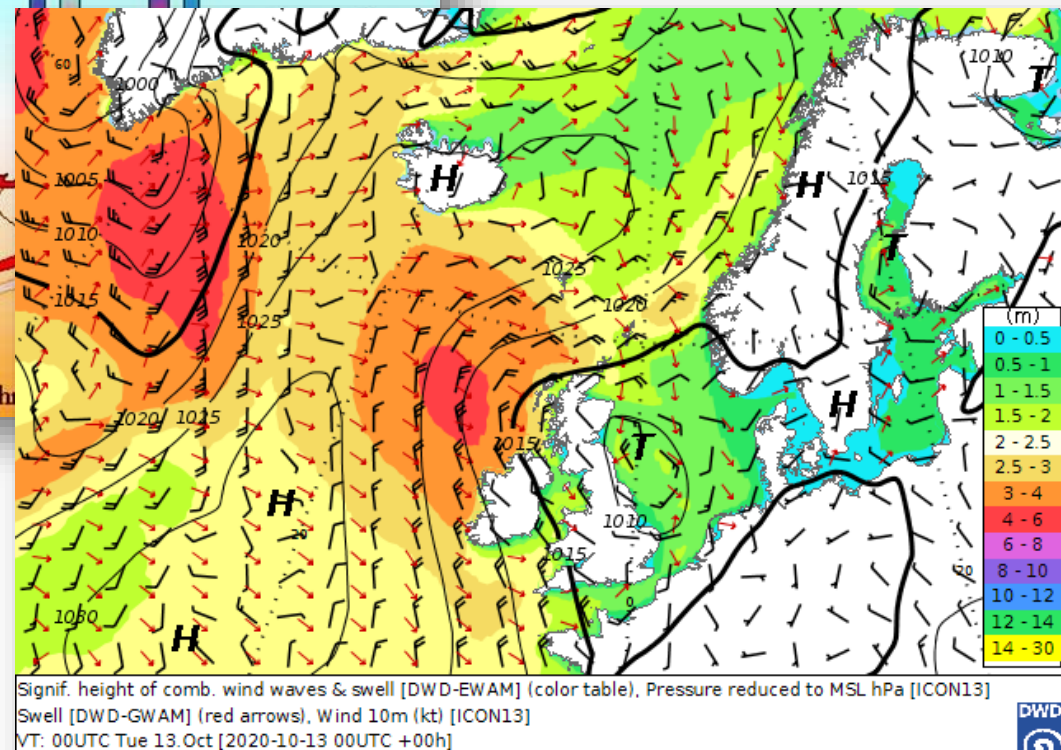 60
1000
1010
T
1005
H
H
1015
1010
1020
T
1025
1015
1020
1025
(m)
0 - 0.5
0.5 - 1
1 - 1.5
1.5 - 2
2 - 2.5
2.5 - 3
3 - 4
4 - 6
6 - 8
8 - 10
10 - 12
12 - 14
14 - 30
H
1020
1025
1015
T
H
20
1010
1015
20
0
1030
H
Signif. height of comb. wind waves & swell [DWD-EWAM] (color table), Pressure reduced to MSL hPa [ICON13]
Swell [DWD-GWAM] (red arrows), Wind 10m (kt) [ICON13]
VT: 00UTC Tue 13.Oct [2020-10-13 00UTC +00h]
DWD